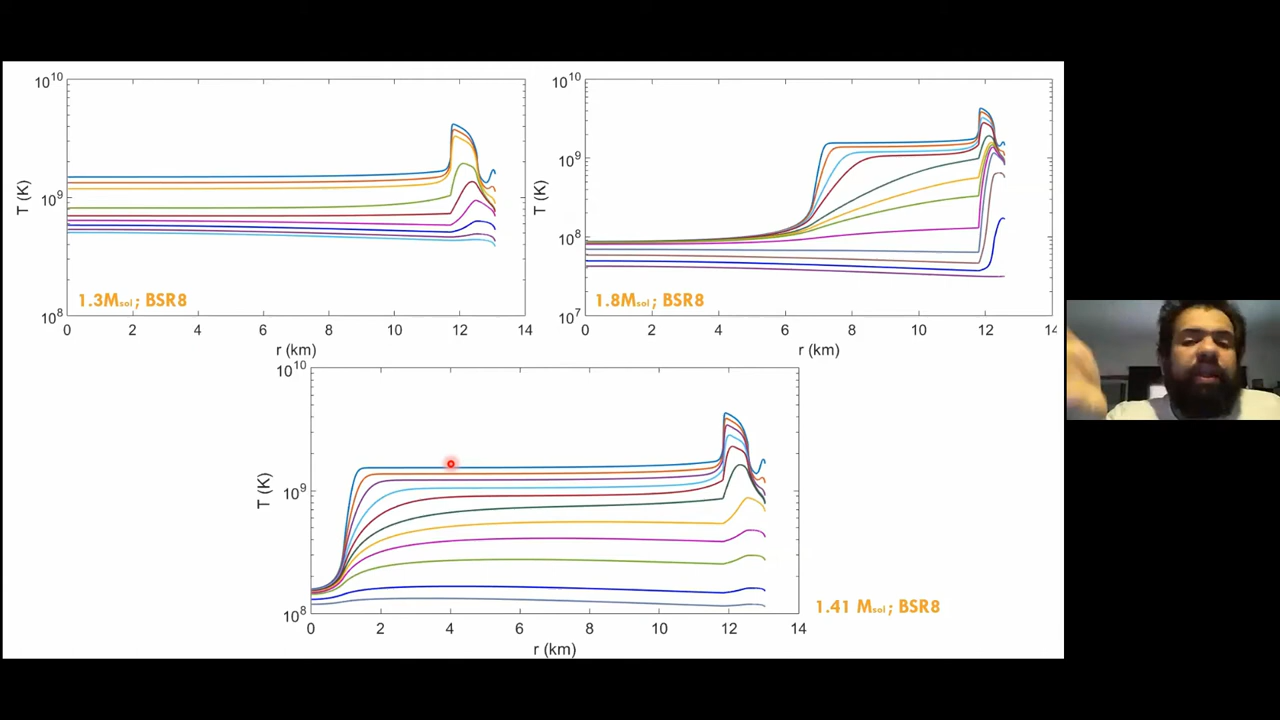 10^10
10^9
10^8
T (K)
0 2 4 6 8 10 12 14
r (km)
1.3M_sol; BSR8
10^10
10^9
10^8
10^7
T (K)
0 2 4 6 8 10 12 14
r (km)
1.8M_sol; BSR8
10^10
10^9
10^8
T (K)
0 2 4 6 8 10 12 14
r (km)
1.41 M_sol; BSR8